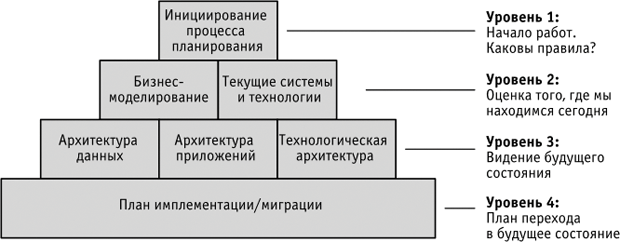 Инициирование
процесса
планирования
Уровень 1:
Начало работ.
Каковы правила?
Бизнес-
моделирование
Текущие системы
и технологии
Уровень 2:
Оценка того, где мы
находимся сегодня
Архитектура
данных
Архитектура
приложений
Технологическая
архитектура
Уровень 3:
Видение будущего
состояния
План имплементации/миграции
Уровень 4:
План перехода
в будущее состояние